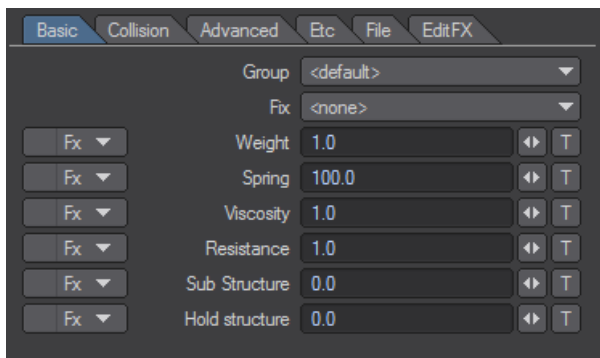 Basic Collision Advanced Etc File EditFX
Group <default>
Fix <none>
Fx Weight 1.0 T
Fx Spring 100.0 T
Fx Viscosity 1.0 T
Fx Resistance 1.0 T
Fx Sub Structure 0.0 T
Fx Hold structure 0.0 T